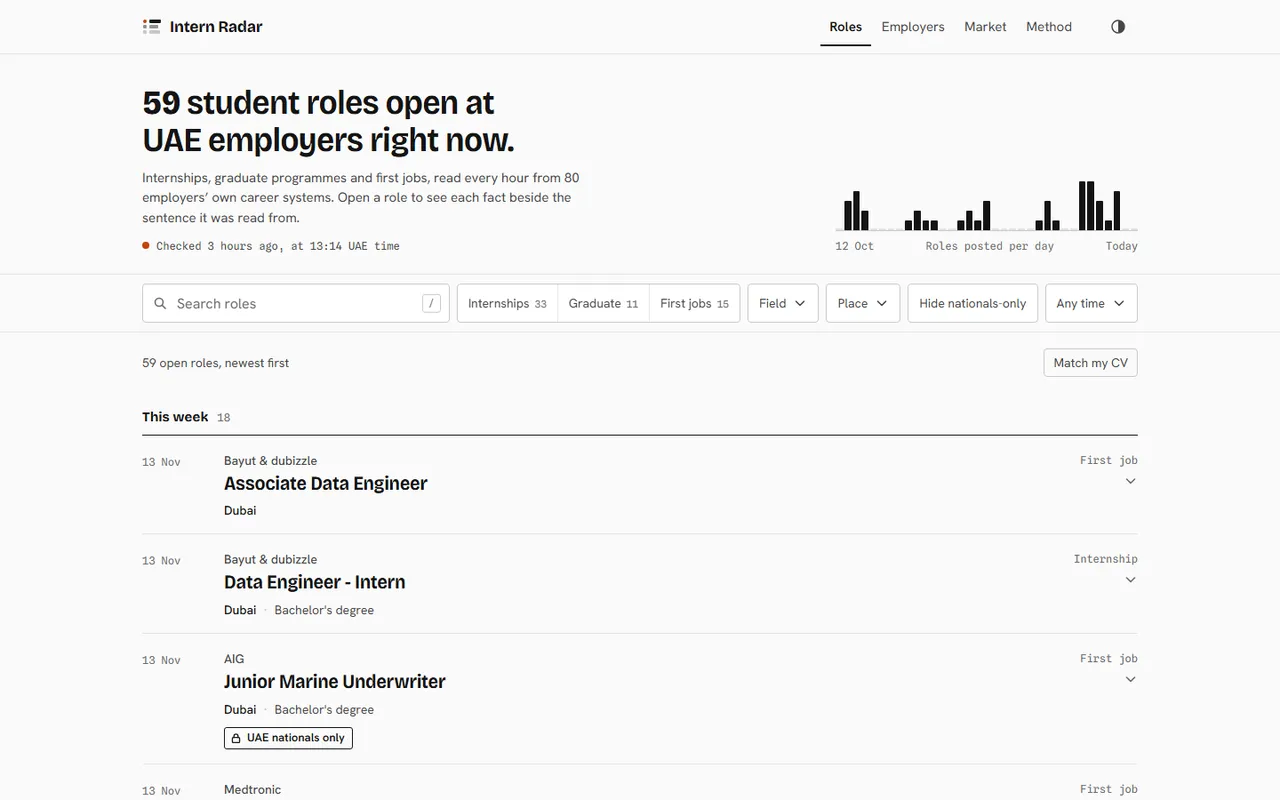 Intern Radar
Roles
Employers
Market
Method
59 student roles open at
UAE employers right now.
Internships, graduate programmes and first jobs, read every hour from 80
employers’ own career systems. Open a role to see each fact beside the
sentence it was read from.
Checked 3 hours ago, at 13:14 UAE time
12 Oct
Roles posted per day
Today
Search roles
/
Internships 33
Graduate 11
First jobs 15
Field
Place
Hide nationals-only
Any time
59 open roles, newest first
Match my CV
This week 18
13 Nov
Bayut & dubizzle
First job
Associate Data Engineer
Dubai
13 Nov
Bayut & dubizzle
Internship
Data Engineer - Intern
Dubai · Bachelor's degree
13 Nov
AIG
First job
Junior Marine Underwriter
Dubai · Bachelor's degree
UAE nationals only
13 Nov
Medtronic
First job